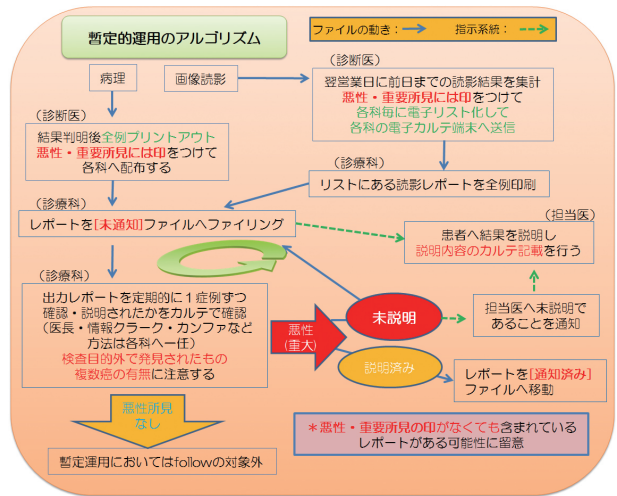 暫定的運用のアルゴリズム
ファイルの動き：
指示系統：
病理
画像読影
（診断医）
翌営業日に前日までの読影結果を集計
悪性・重要所見には印をつけて
各科毎に電子リスト化して
各科の電子カルテ端末へ送信
（診断医）
結果判明後全例プリントアウト
悪性・重要所見には印をつけて
各科へ配布する
（診療科）
リストにある読影レポートを全例印刷
（診療科）
レポートを[未通知]ファイルへファイリング
（担当医）
患者へ結果を説明し
説明内容のカルテ記載を行う
（診療科）
出力レポートを定期的に１症例ずつ
確認・説明されたかをカルテで確認
（医長・情報クラーク・カンファなど
方法は各科へ一任）
検査目的外で発見されたもの
複数癌の有無に注意する
悪性
(重大)
未説明
説明済み
担当医へ未説明で
あることを通知
レポートを[通知済み]
ファイルへ移動
悪性所見
なし
暫定運用においてはfollowの対象外
＊悪性・重要所見の印がなくても含まれている
レポートがある可能性に留意